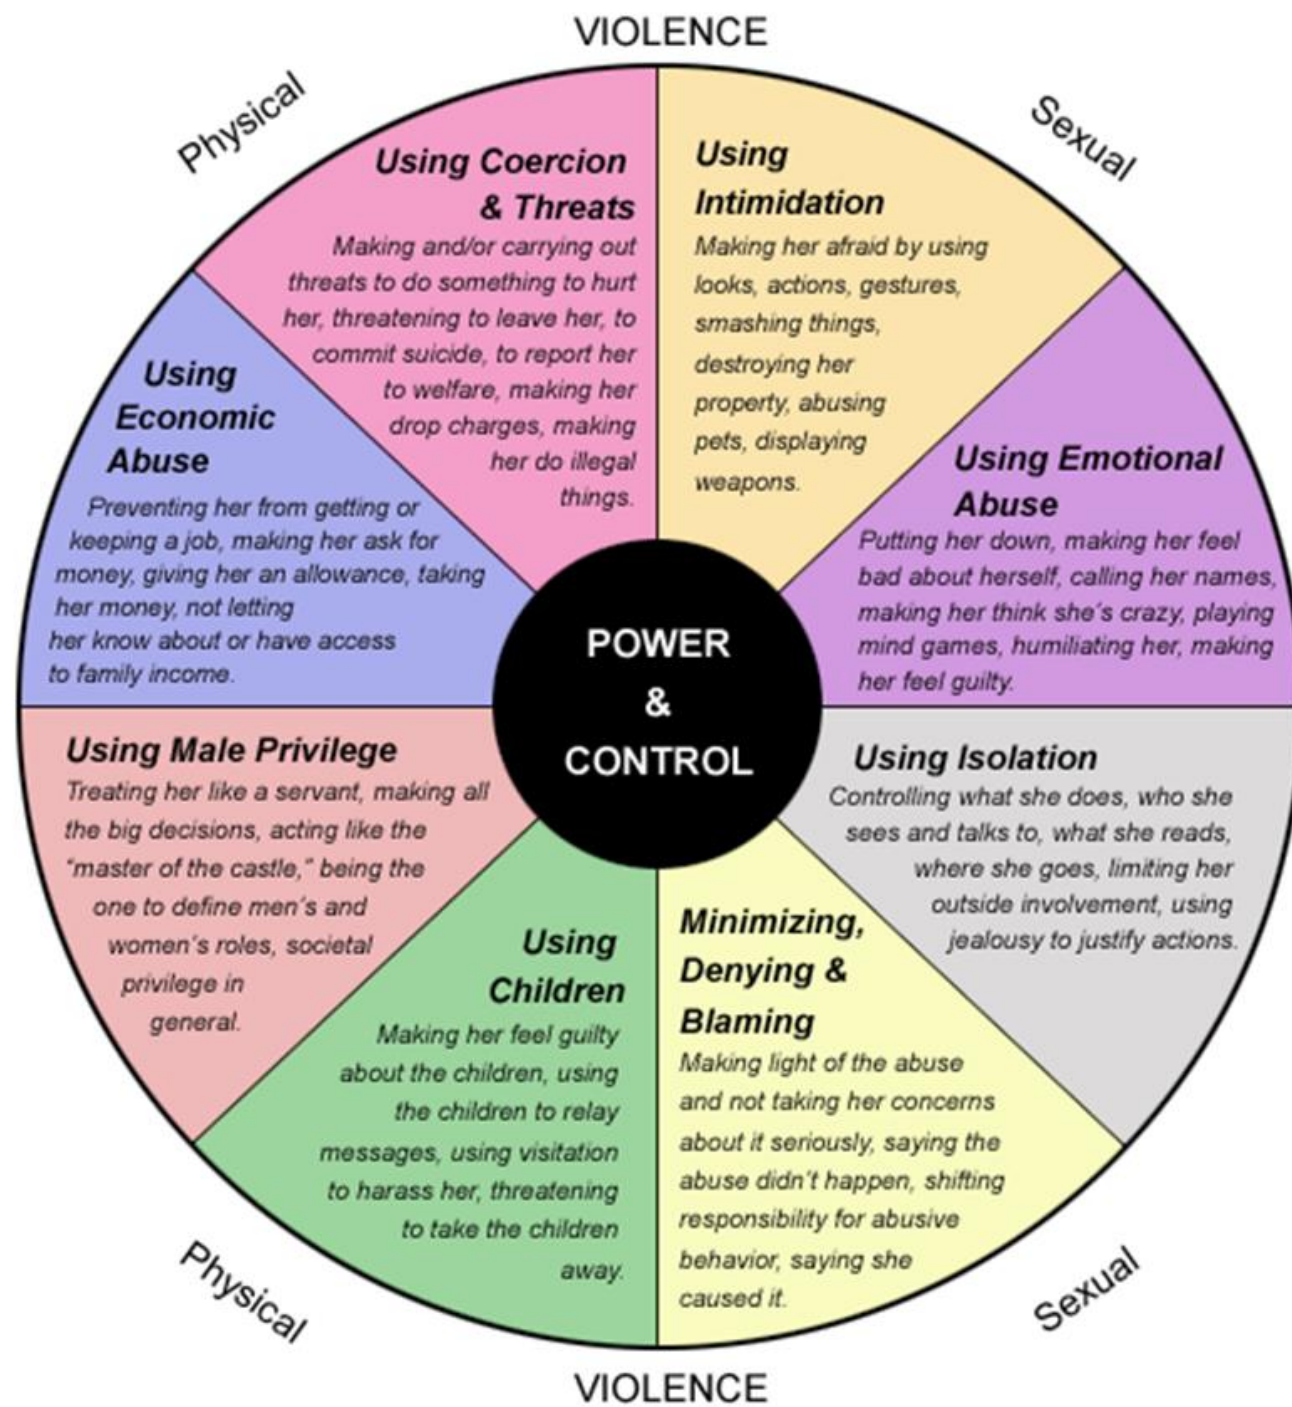 VIOLENCE
Physical
Sexual
Using Coercion
& Threats
Making and/or carrying out
threats to do something to hurt
her, threatening to leave her, to
commit suicide, to report her
to welfare, making her
drop charges, making
her do illegal
things.
Using
Intimidation
Making her afraid by using
looks, actions, gestures,
smashing things,
destroying her
property, abusing
pets, displaying
weapons.
Using Emotional
Abuse
Putting her down, making her feel
bad about herself, calling her names,
making her think she's crazy, playing
mind games, humiliating her, making
her feel guilty.
Using Isolation
Controlling what she does, who she
sees and talks to, what she reads,
where she goes, limiting her
outside involvement, using
jealousy to justify actions.
Minimizing,
Denying &
Blaming
Making light of the abuse
and not taking her concerns
about it seriously, saying the
abuse didn't happen, shifting
responsibility for abusive
behavior, saying she
caused it.
Using
Children
Making her feel guilty
about the children, using
the children to relay
messages, using visitation
to harass her, threatening
to take the children
away.
Using Male Privilege
Treating her like a servant, making all
the big decisions, acting like the
"master of the castle," being the
one to define men's and
women's roles, societal
privilege in
general.
Using
Economic
Abuse
Preventing her from getting or
keeping a job, making her ask for
money, giving her an allowance, taking
her money, not letting
her know about or have access
to family income.
POWER
&
CONTROL
Physical
Sexual
VIOLENCE